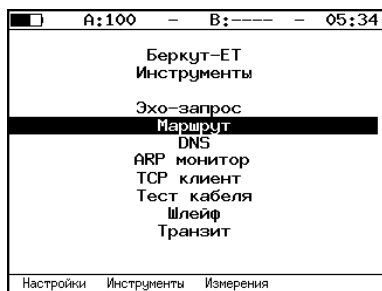 A:100 – B:---- – 05:34
Беркут-ЕТ
Инструменты
Эхо-запрос
Маршрут
DNS
ARP монитор
TCP клиент
Тест кабеля
Шлейф
Транзит
Настройки Инструменты Измерения